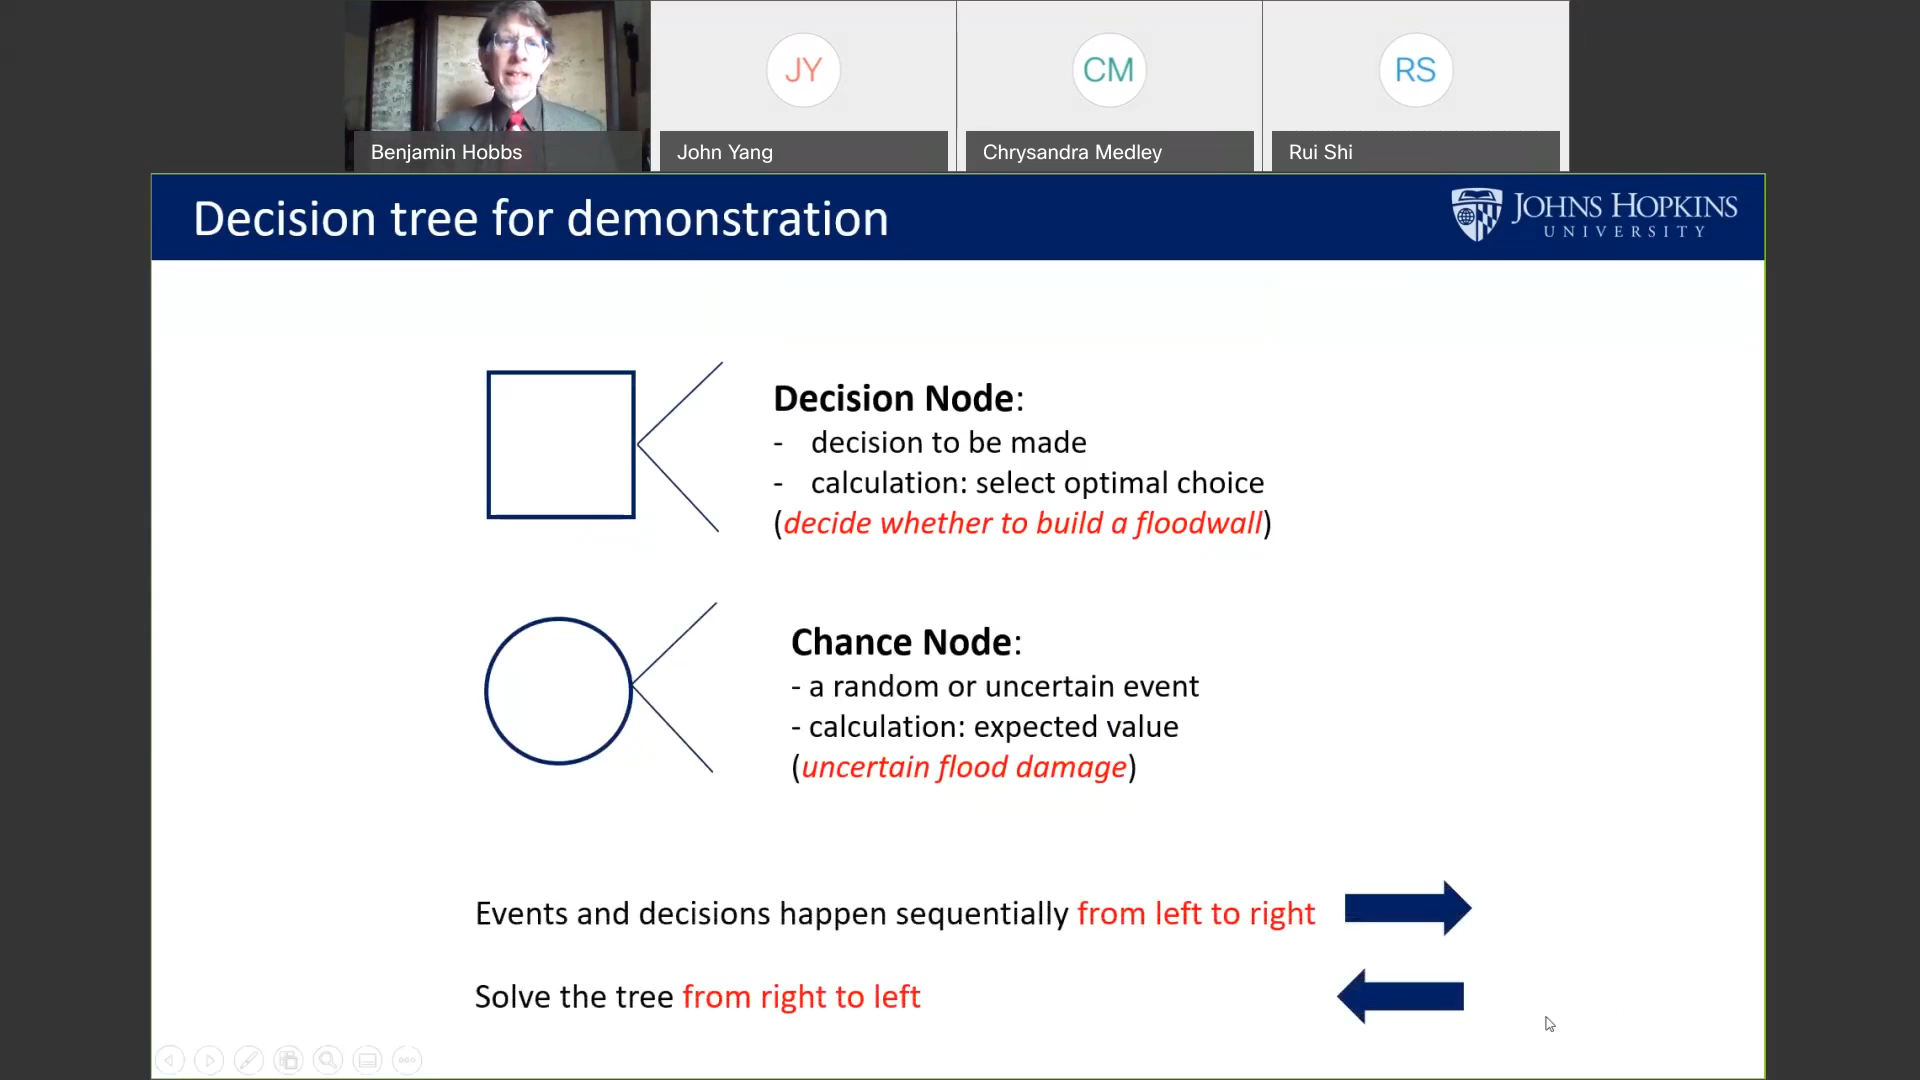 JY
CM
RS
Benjamin Hobbs
John Yang
Chrysandra Medley
Rui Shi
Decision tree for demonstration
JOHNS HOPKINS
UNIVERSITY
Decision Node:
- decision to be made
- calculation: select optimal choice
(decide whether to build a floodwall)
Chance Node:
- a random or uncertain event
- calculation: expected value
(uncertain flood damage)
Events and decisions happen sequentially from left to right
Solve the tree from right to left